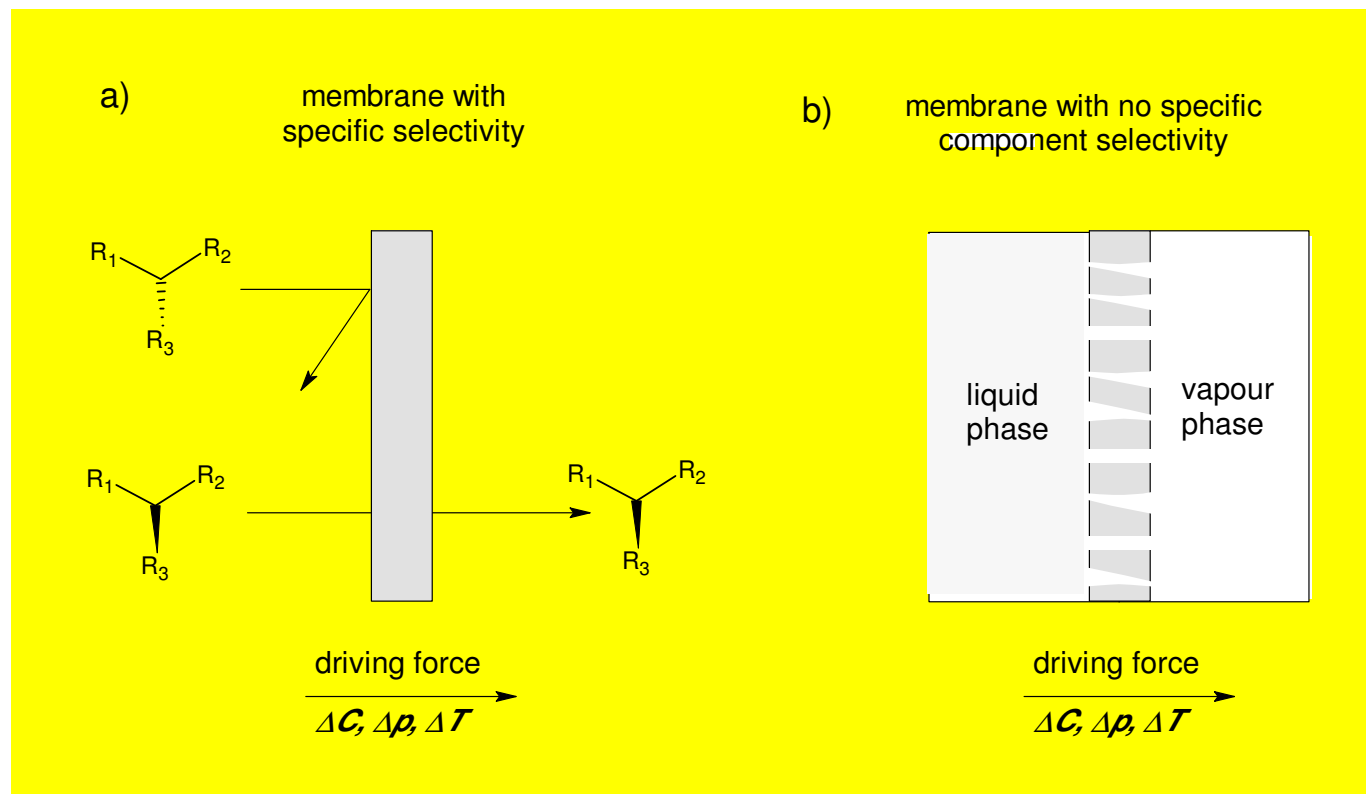 a)
membrane with
specific selectivity
R1
R2
R3
R1
R2
R3
R1
R2
R3
driving force
ΔC, Δp, ΔT
b)
membrane with no specific
component selectivity
liquid
phase
vapour
phase
driving force
ΔC, Δp, ΔT